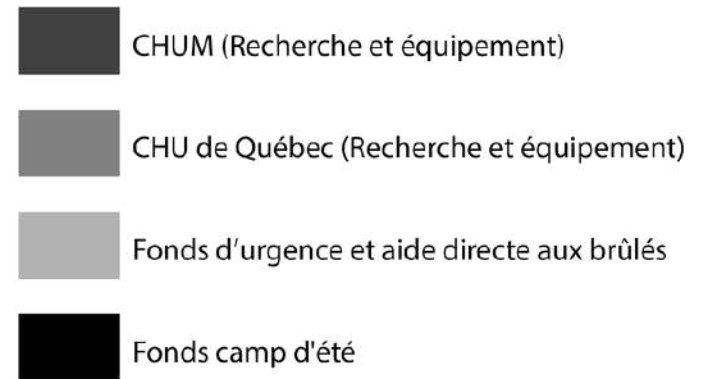 CHUM (Recherche et équipement)
CHU de Québec (Recherche et équipement)
Fonds d’urgence et aide directe aux brûlés
Fonds camp d'été